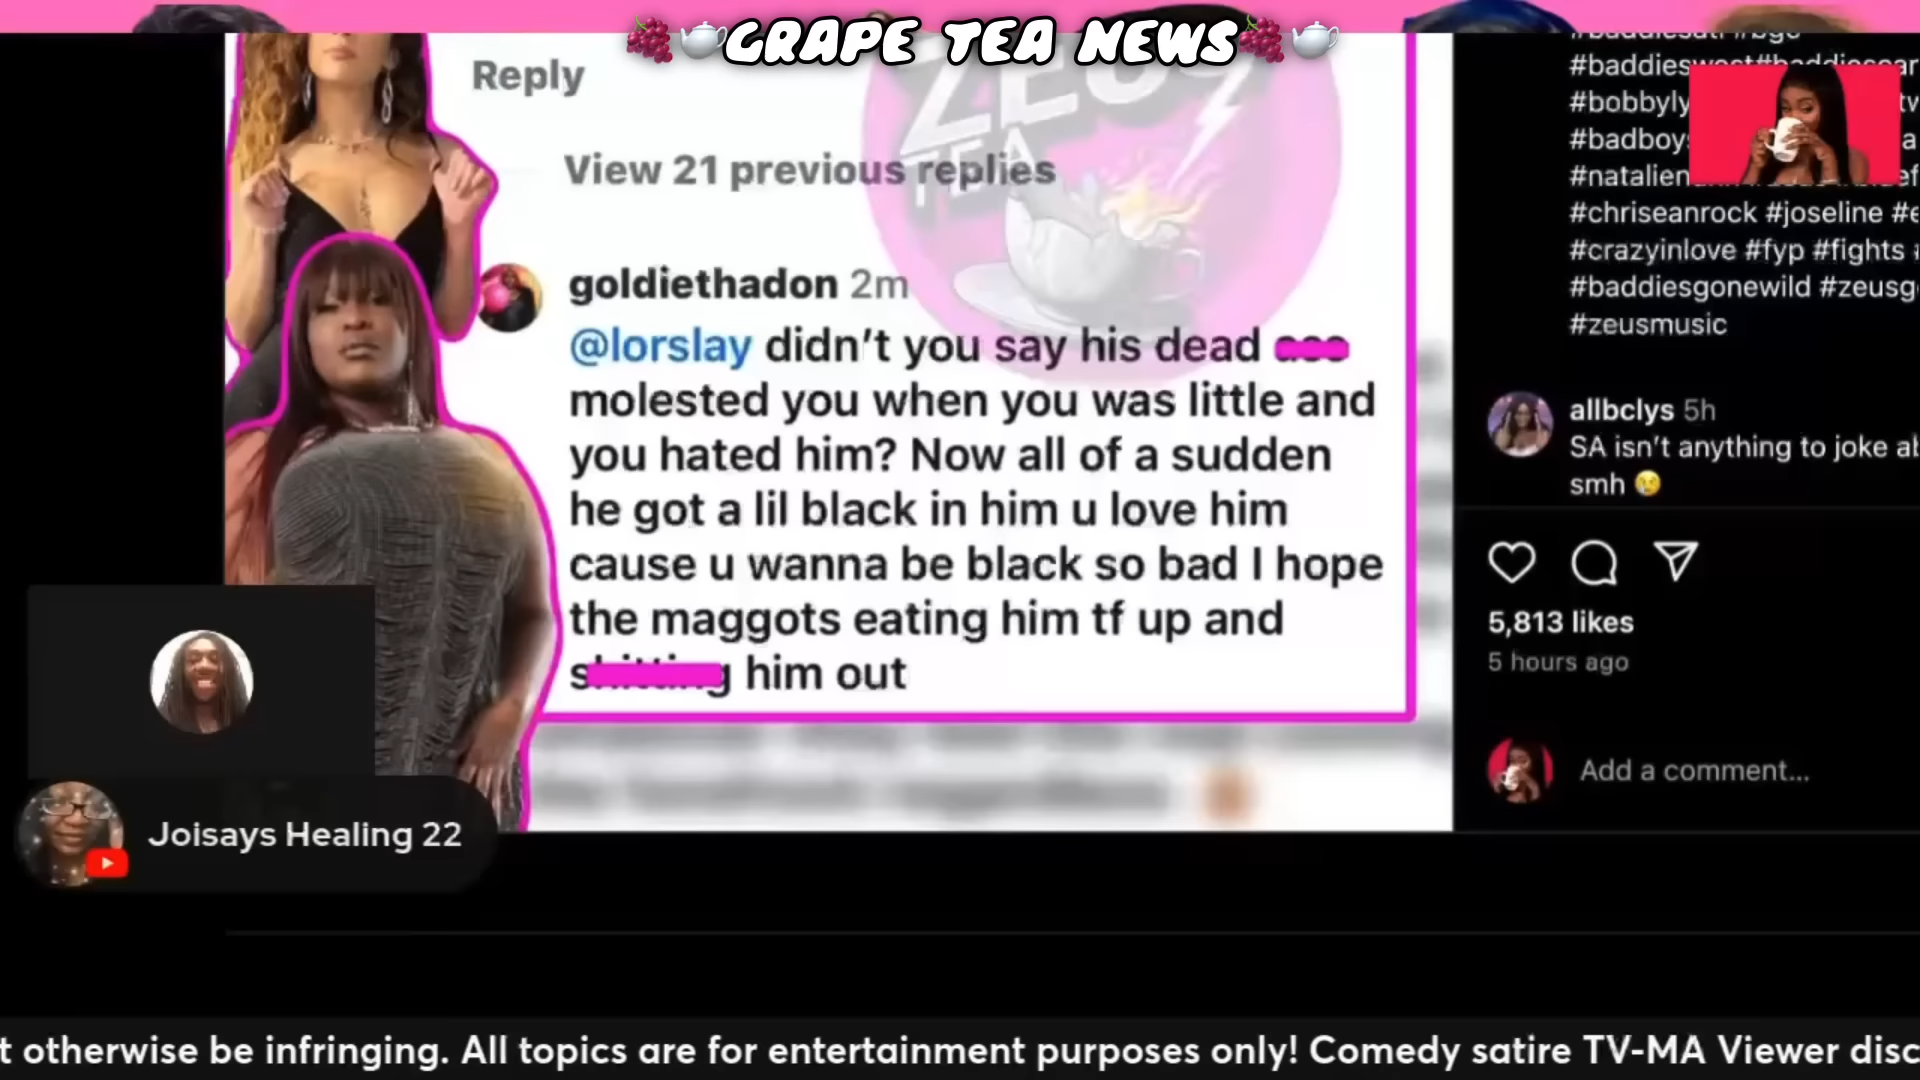 GRAPE TEA NEWS
Reply
View 21 previous replies
ZEUS
TEA
goldiethadon 2m
@lorslay didn't you say his dead
molested you when you was little and
you hated him? Now all of a sudden
he got a lil black in him u love him
cause u wanna be black so bad I hope
the maggots eating him tf up and
him out
#chriseanrock #joseline
#crazyinlove #fyp #fights
#baddiesgonewild
#zeusmusic
allbclys 5h
SA isn't anything to joke
smh 😢
5,813 likes
5 hours ago
Add a comment...
Joisays Healing 22
t otherwise be infringing. All topics are for entertainment purposes only! Comedy satire TV-MA Viewer